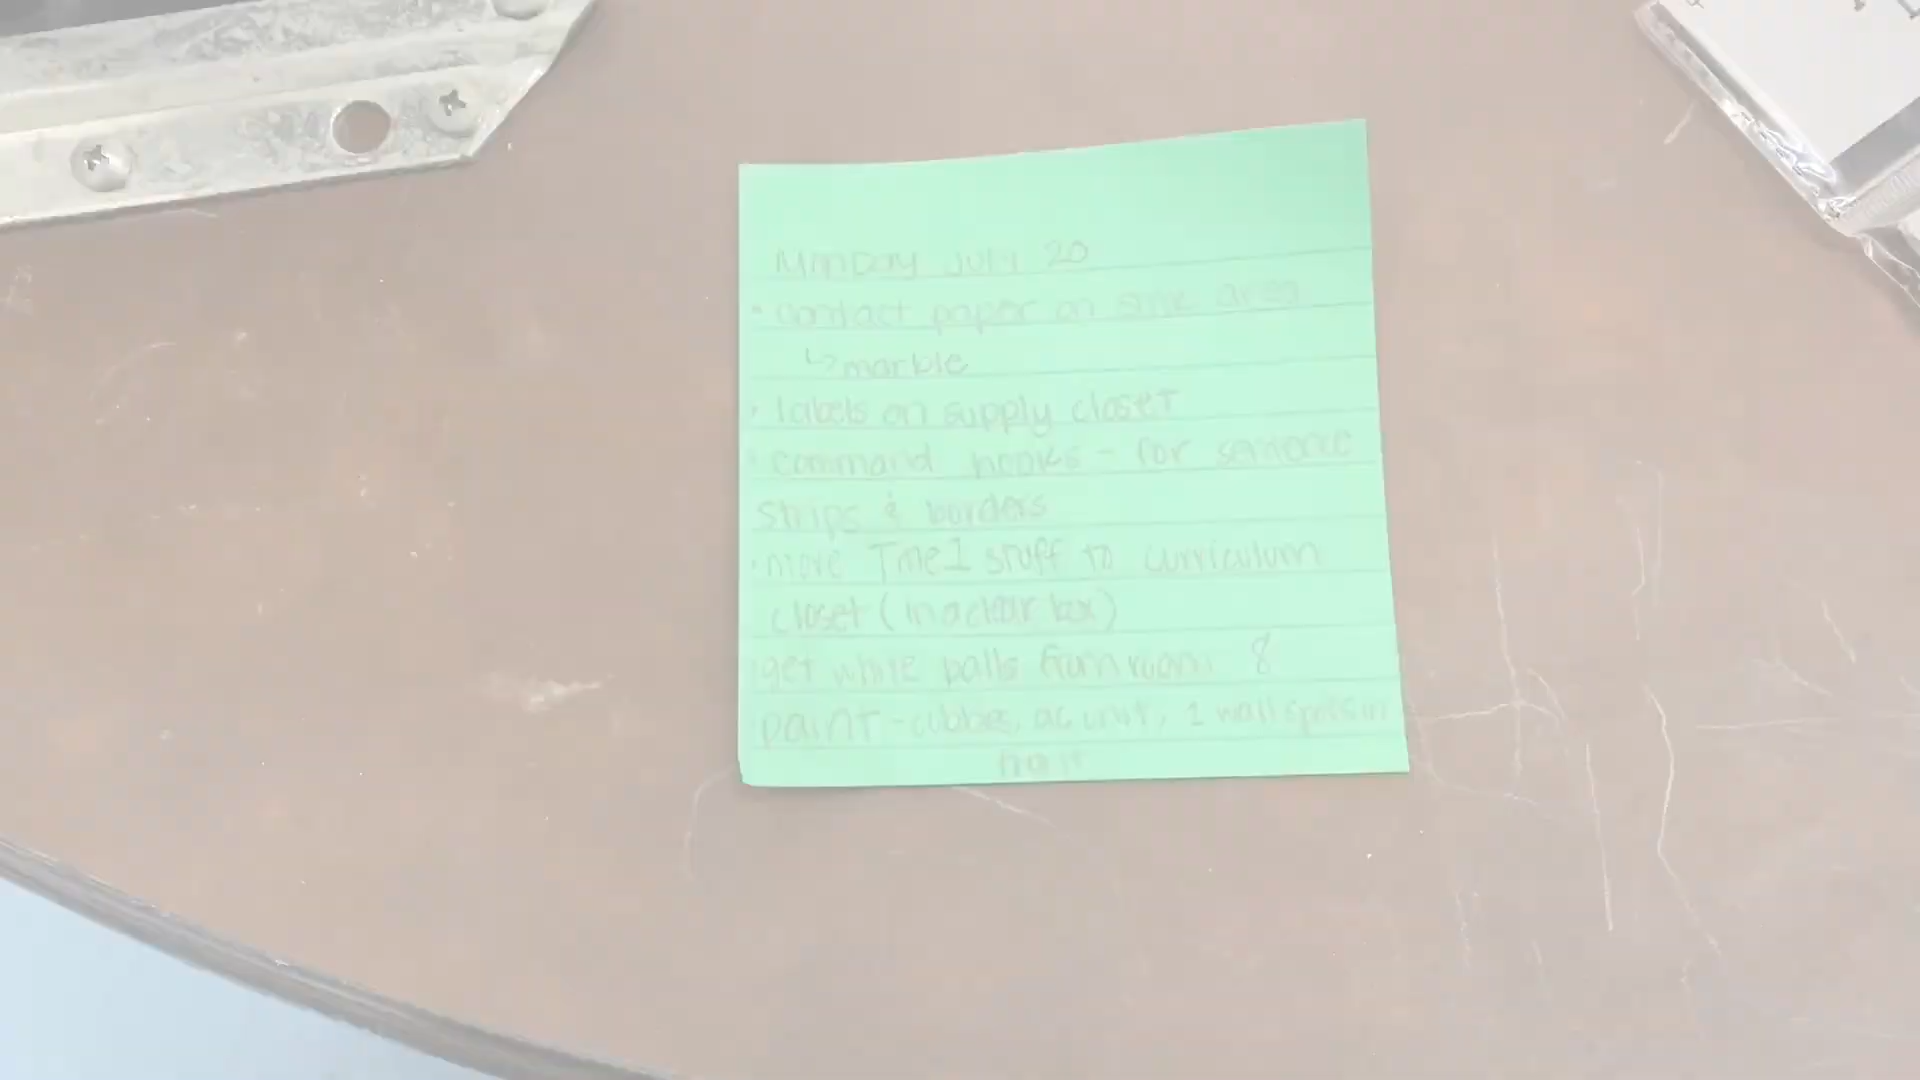 Monday July 20
• contact paper on sink area
↳ marble
• labels on supply closet
• command hooks - for sentence
strips & borders
• more Tme1 stuff to curriculum
closet (in a clear box)
• get white balls from room 8
• paint - cubbies, ac unit, 1 wall spots in